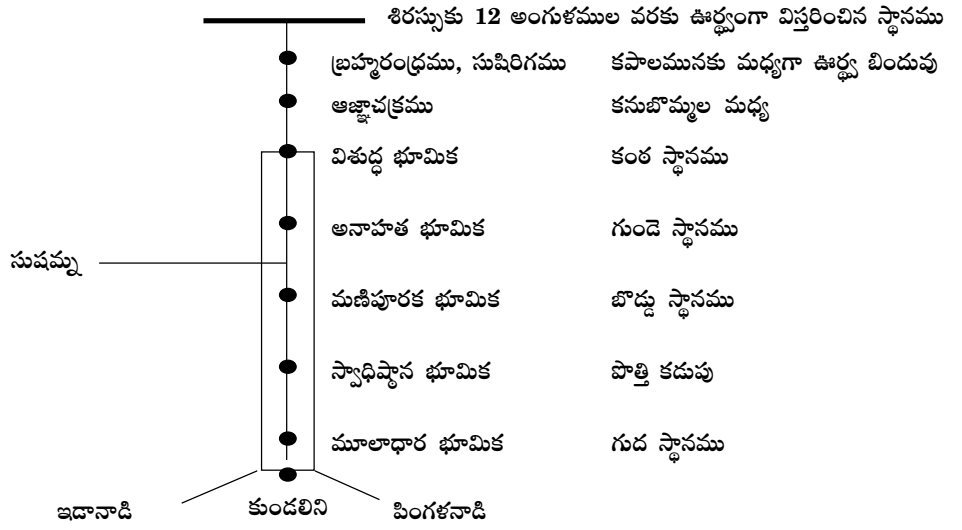 శిరస్సుకు 12 అంగుళముల వరకు ఊర్థ్వంగా విస్తరించిన స్థానము
బ్రహ్మరంధ్రము, సుషిరిగము కపాలమునకు మధ్యగా ఊర్థ్వ బిందువు
ఆజ్ఞాచక్రము కనుబొమ్మల మధ్య
విశుద్ధ భూమిక కంఠ స్థానము
అనాహత భూమిక గుండె స్థానము
సుషమ్న
మణిపూరక భూమిక బొడ్డు స్థానము
స్వాధిష్ఠాన భూమిక పొత్తి కడుపు
మూలాధార భూమిక గుద స్థానము
ఇడానాడి కుండలిని పింగళనాడి